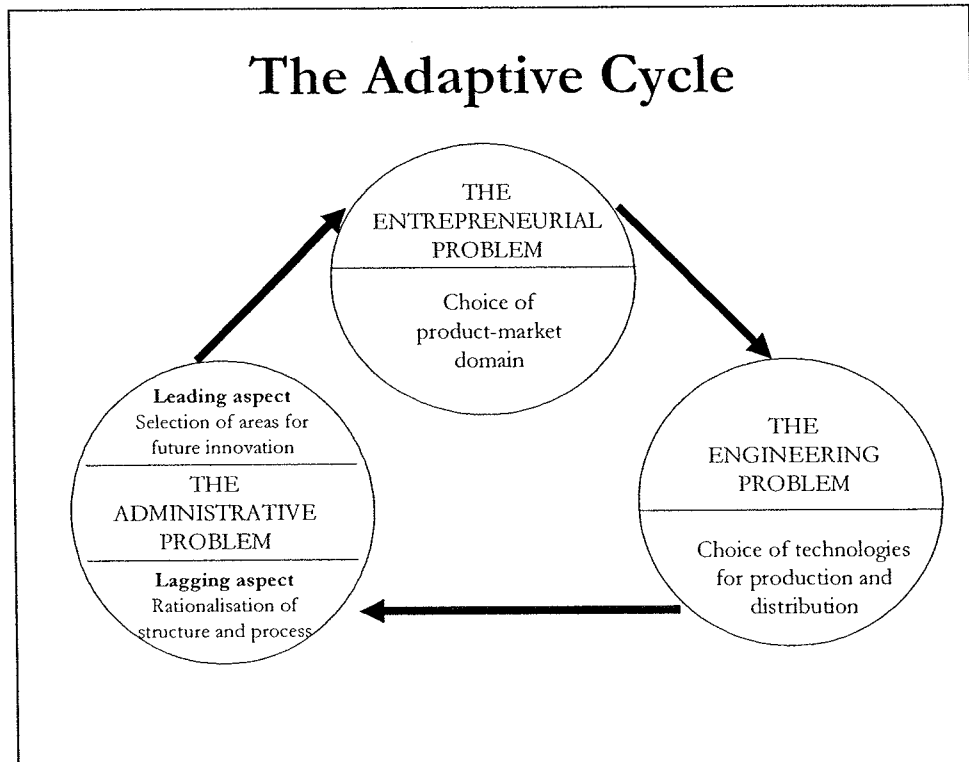 The Adaptive Cycle
THE
ENTREPRENEURIAL
PROBLEM
Choice of
product-market
domain
Leading aspect
Selection of areas for
future innovation
THE
ADMINISTRATIVE
PROBLEM
Lagging aspect
Rationalisation of
structure and process
THE
ENGINEERING
PROBLEM
Choice of technologies
for production and
distribution